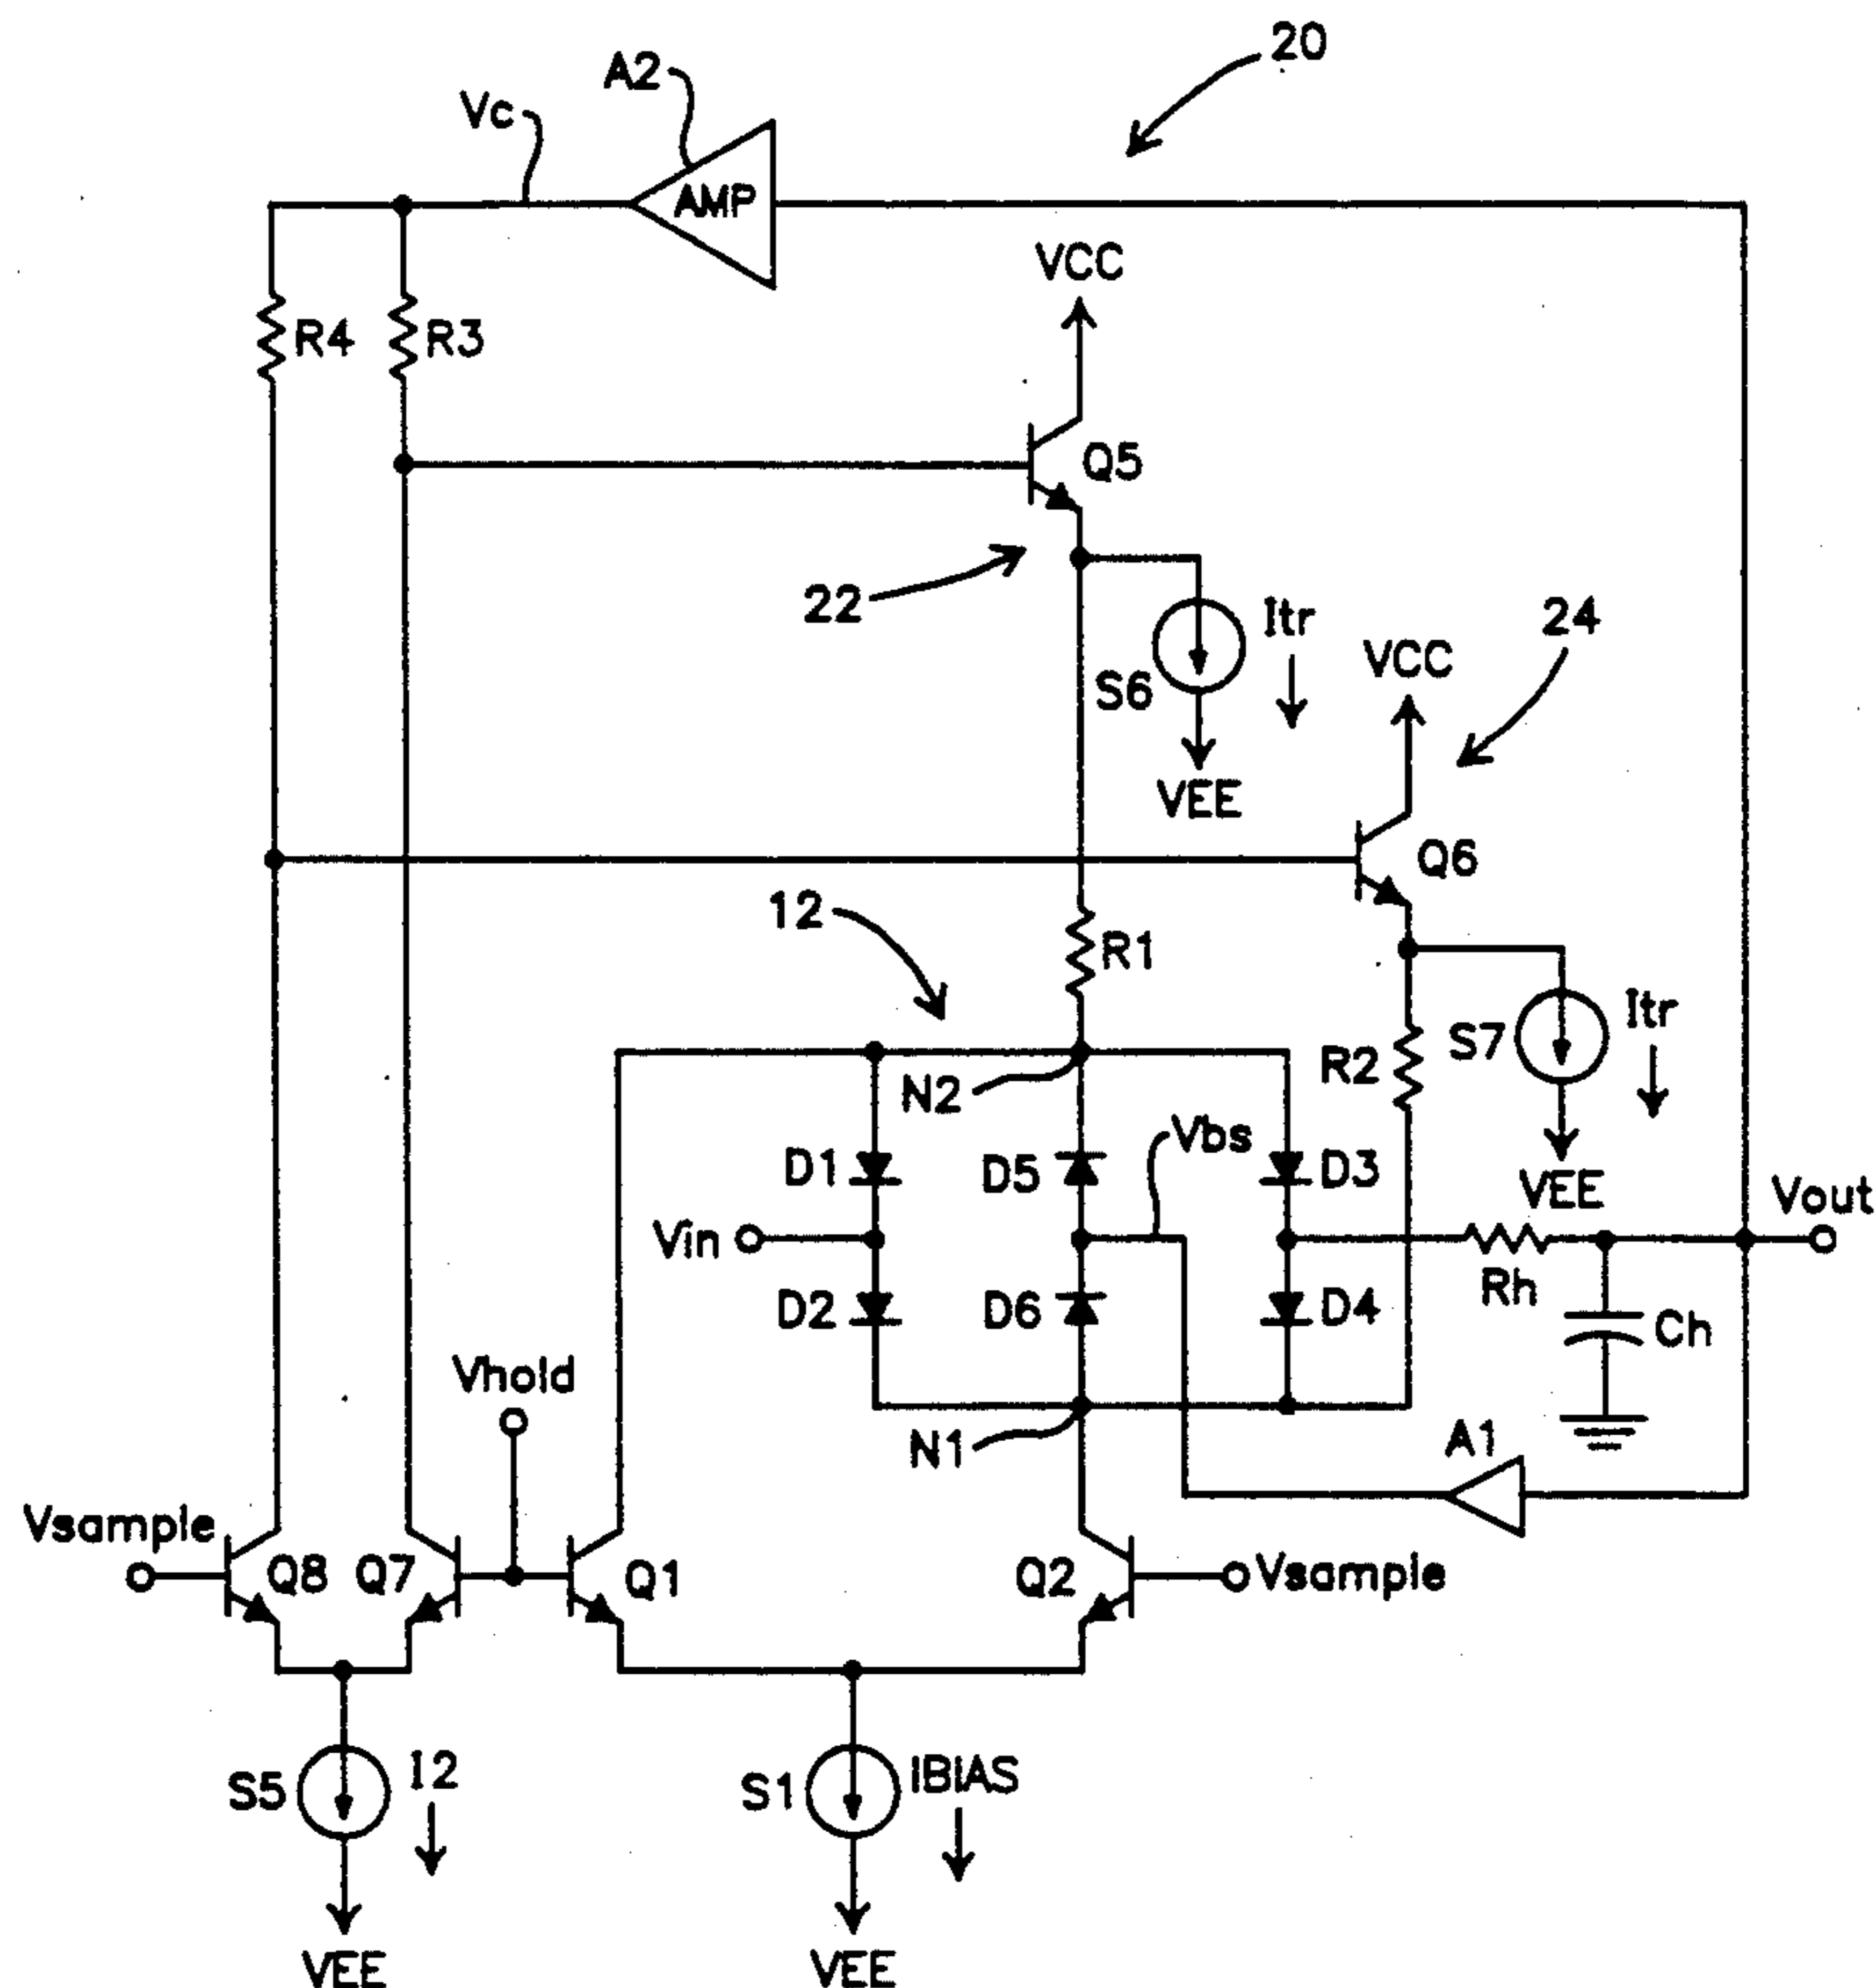 20
A2
Vc
AMP
VCC
R4
R3
Q5
22
Itr
24
S6
VCC
VEE
Q6
12
R1
Itr
S7
R2
N2
Vbs
D1
D5
D3
VEE
Vout
Vin
Rh
D2
D6
D4
Ch
Vhold
N1
A1
Vsample
Q8
Q7
Q1
Q2
Vsample
S5
I2
S1
IBIAS
VEE
VEE